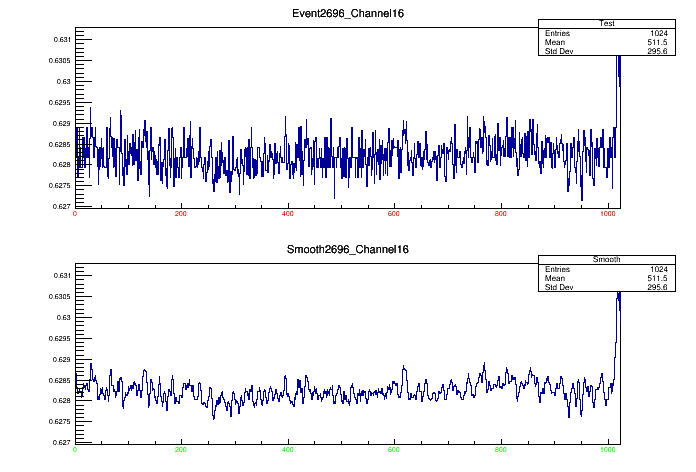 Event2696_Channel16
Test
Entries 1024
Mean 511.5
Std Dev 295.6
0.631
0.6305
0.63
0.6295
0.629
0.6285
0.628
0.6275
0.627
0 200 400 600 800 1000
Smooth2696_Channel16
Smooth
Entries 1024
Mean 511.5
Std Dev 295.6
0.631
0.6305
0.63
0.6295
0.629
0.6285
0.628
0.6275
0.627
0 200 400 600 800 1000